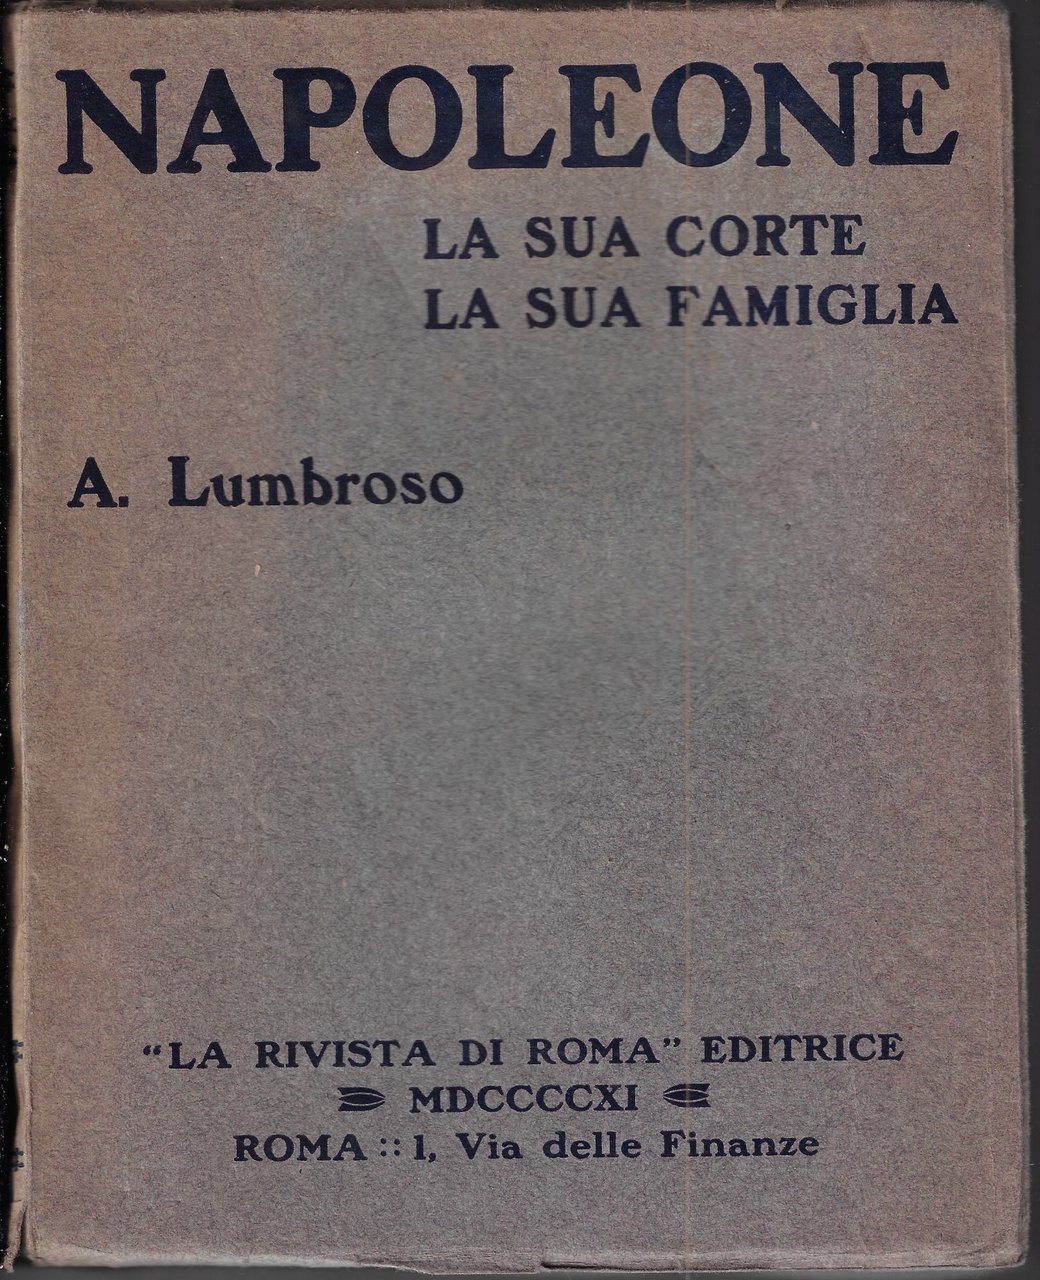 NAPOLEONE
LA SUA CORTE
LA SUA FAMIGLIA
A. Lumbroso
"LA RIVISTA DI ROMA" EDITRICE
MDCCCCXI
ROMA :: 1, Via delle Finanze